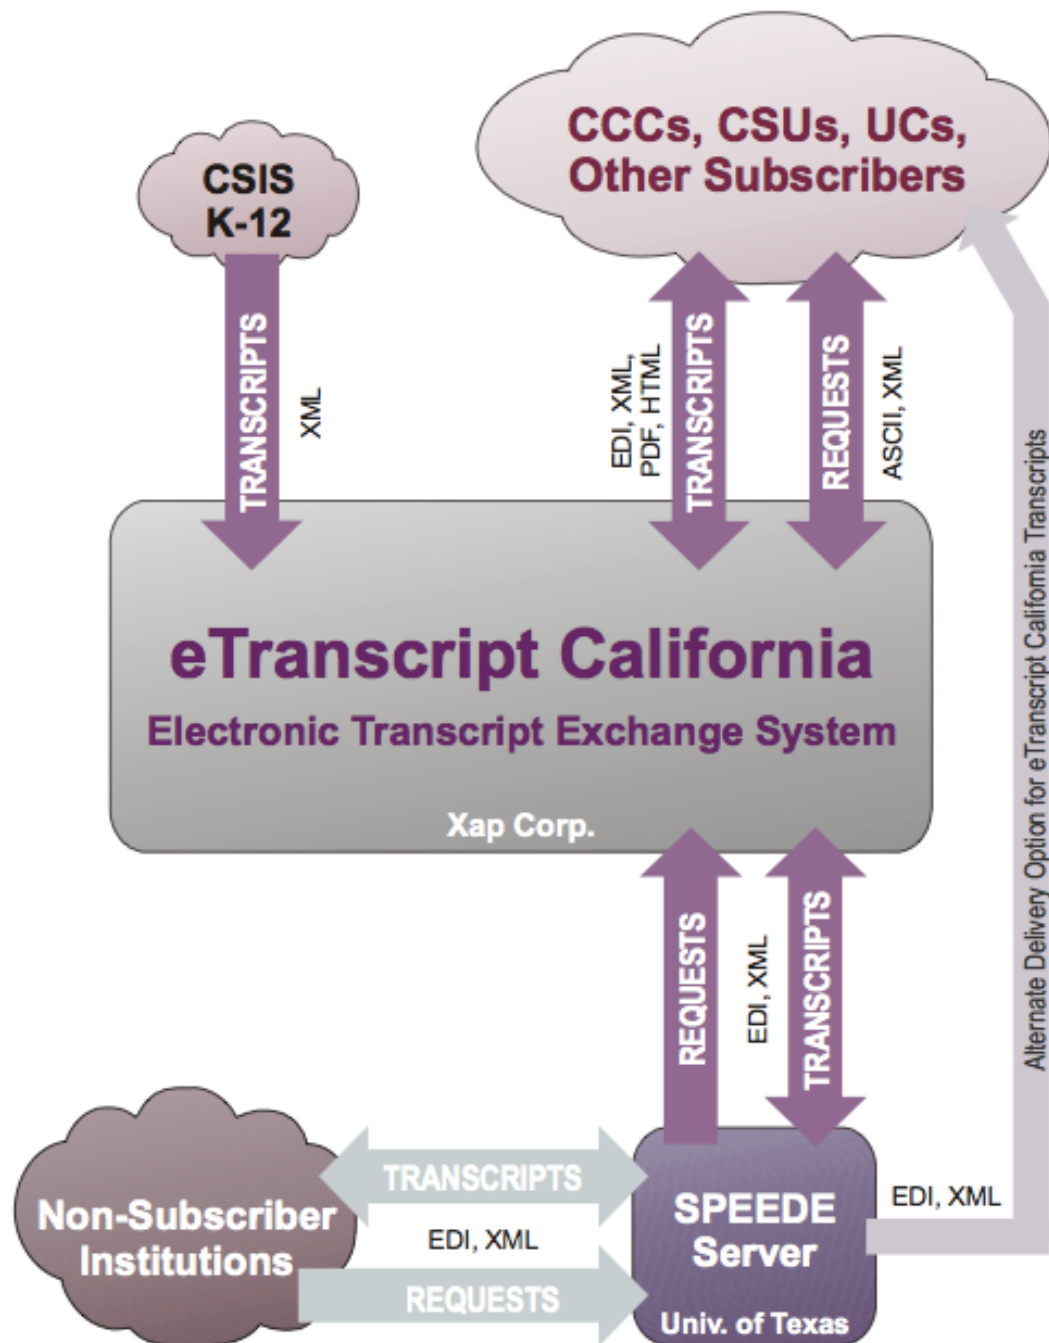 CCCs, CSUs, UCs,
Other Subscribers
CSIS
K-12
TRANSCRIPTS
XML
EDI, XML,
PDF, HTML
TRANSCRIPTS
REQUESTS
ASCII, XML
Alternate Delivery Option for eTranscript California Transcripts
eTranscript California
Electronic Transcript Exchange System
Xap Corp.
REQUESTS
EDI, XML
TRANSCRIPTS
Non-Subscriber
Institutions
TRANSCRIPTS
EDI, XML
REQUESTS
SPEEDE
Server
Univ. of Texas
EDI, XML